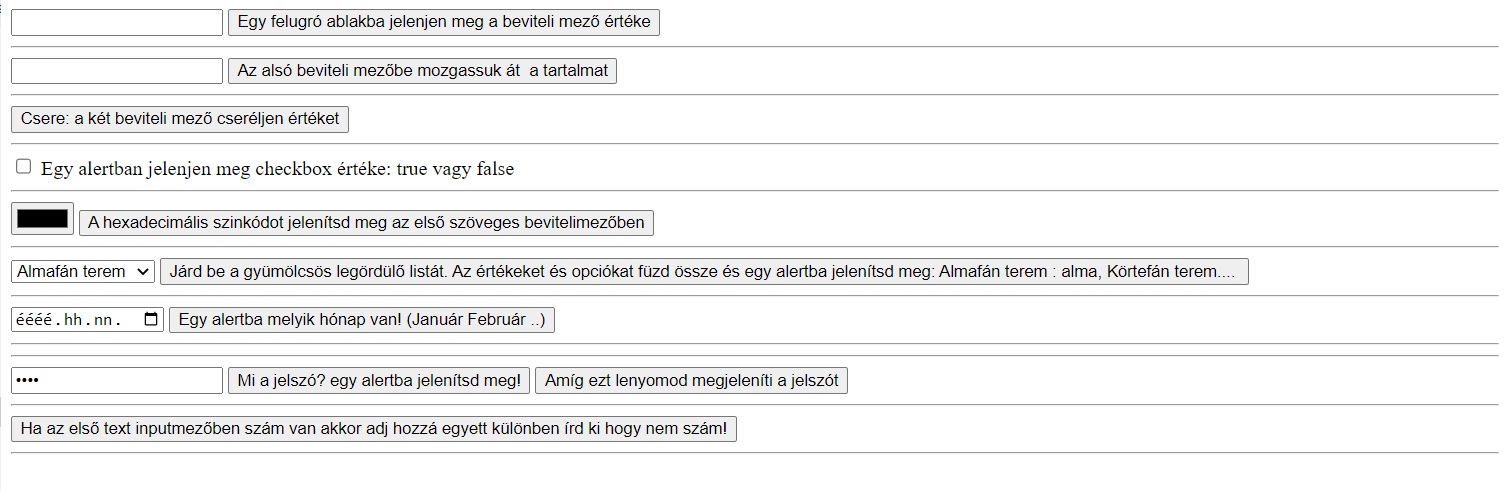 Egy felugró ablakba jelenjen meg a beviteli mező értéke
Az alsó beviteli mezőbe mozgassuk át  a tartalmat
Csere: a két beviteli mező cseréljen értéket
Egy alertban jelenjen meg checkbox értéke: true vagy false
A hexadecimális szinkódot jelenítsd meg az első szöveges bevitelimezőben
Almafán terem Járd be a gyümölcsös legördülő listát. Az értékeket és opciókat füzd össze és egy alertba jelenítsd meg: Almafán terem : alma, Körtefán terem....
éééé.hh.nn. Egy alertba melyik hónap van! (Január Február ..)
•••• Mi a jelszó? egy alertba jelenítsd meg! Amíg ezt lenyomod megjeleníti a jelszót
Ha az első text inputmezőben szám van akkor adj hozzá egyett különben írd ki hogy nem szám!